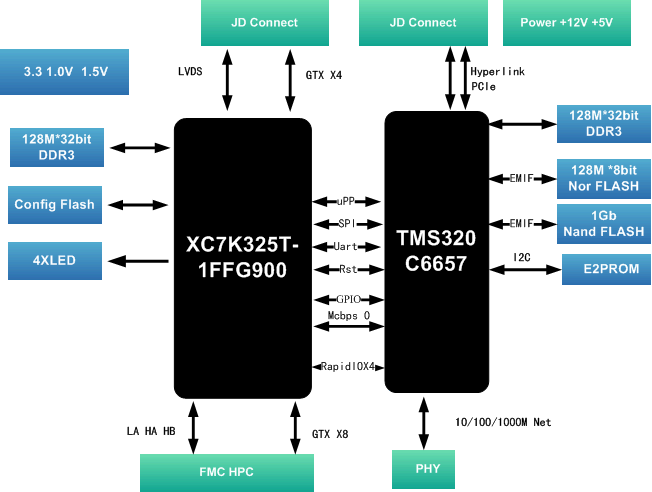 JD Connect
JD Connect
Power +12V +5V
3.3 1.0V 1.5V
LVDS
GTX X4
Hyperlink
PCIe
128M*32bit
DDR3
Config Flash
4XLED
XC7K325T-
1FFG900
uPP
SPI
Uart
Rst
GPIO
Mcbps 0
RapidIOX4
TMS320
C6657
EMIF
EMIF
I2C
128M*32bit
DDR3
128M *8bit
Nor FLASH
1Gb
Nand FLASH
E2PROM
LA HA HB
GTX X8
10/100/1000M Net
FMC HPC
PHY